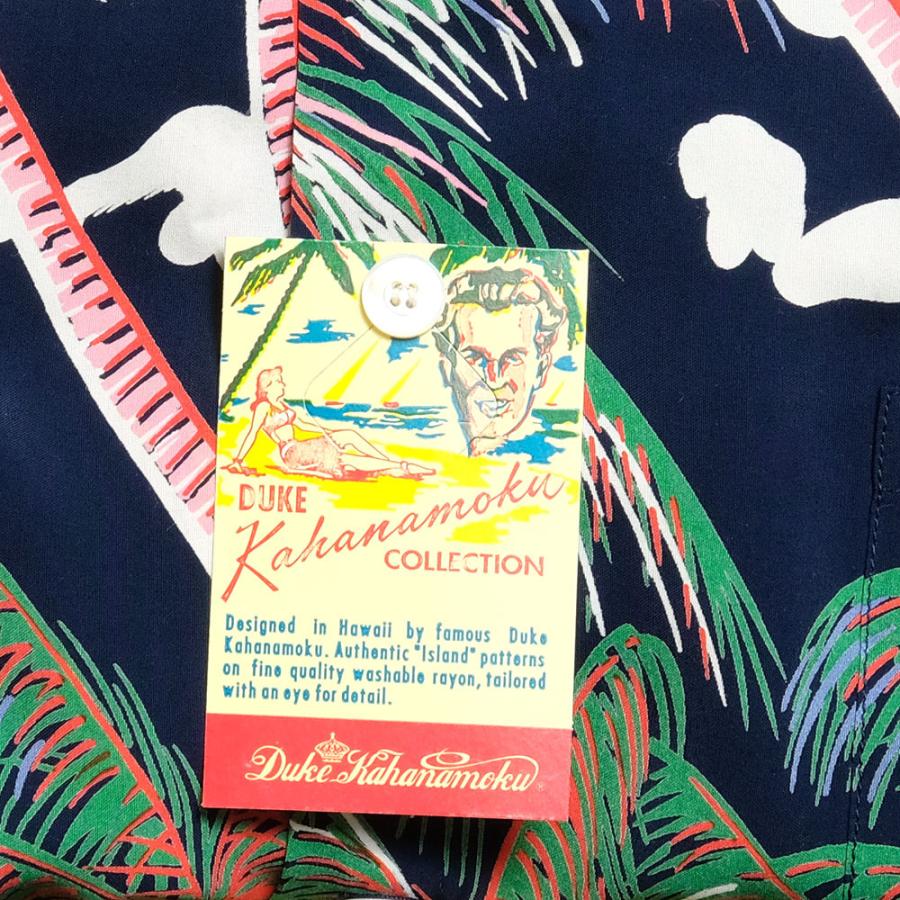 DUKE
Kahanamoku
COLLECTION
Designed in Hawaii by famous Duke
Kahanamoku. Authentic "Island" patterns
on fine quality washable rayon, tailored
with an eye for detail.
Duke Kahanamoku®